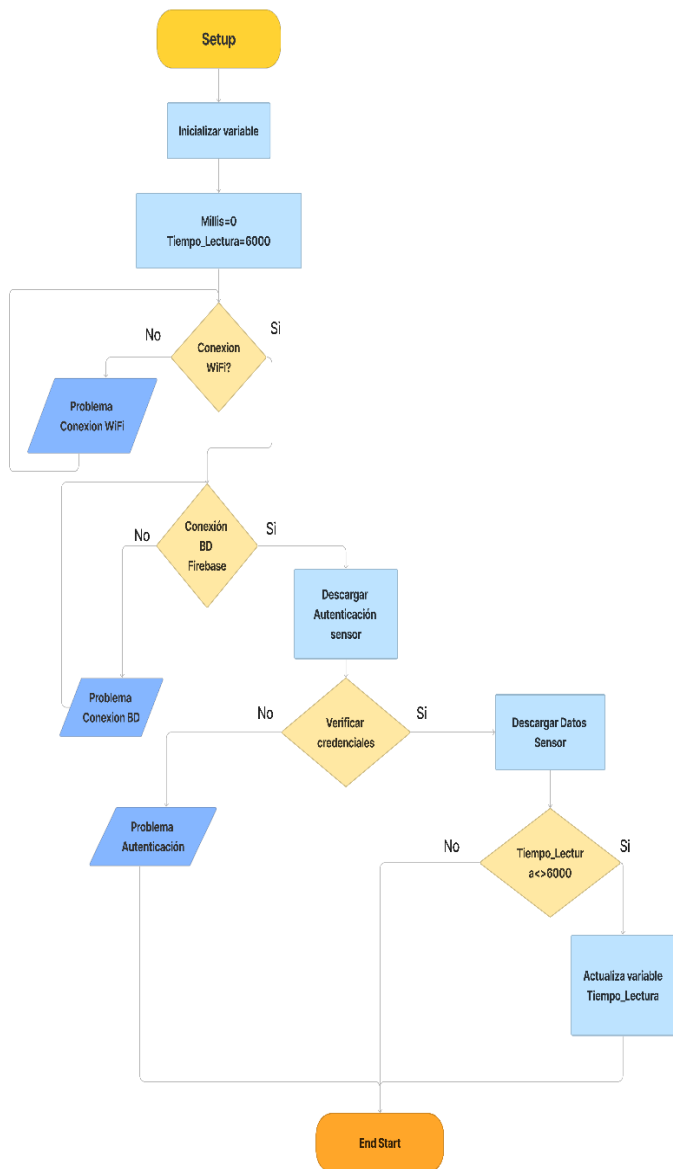 Setup
Inicializar variable
Millis=0
Tiempo_Lectura=6000
No
Si
Conexion
WiFi?
Problema
Conexion WiFi
No
Si
Conexión
BD
Firebase
Descargar
Autenticación
sensor
Problema
Conexion BD
No
Si
Verificar
credenciales
Descargar Datos
Sensor
Problema
Autenticación
No
Si
Tiempo_Lectur
a<>6000
Actualiza variable
Tiempo_Lectura
End Start